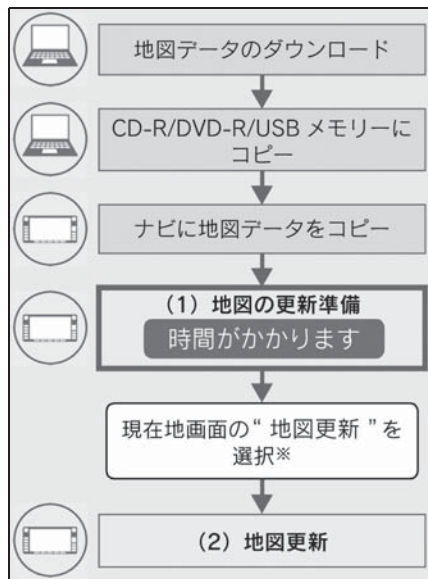 地図データのダウンロード
CD-R/DVD-R/USB メモリーに
コピー
ナビに地図データをコピー
(1) 地図の更新準備
時間がかかります
現在地画面の“ 地図更新 ”を
選択※
(2) 地図更新